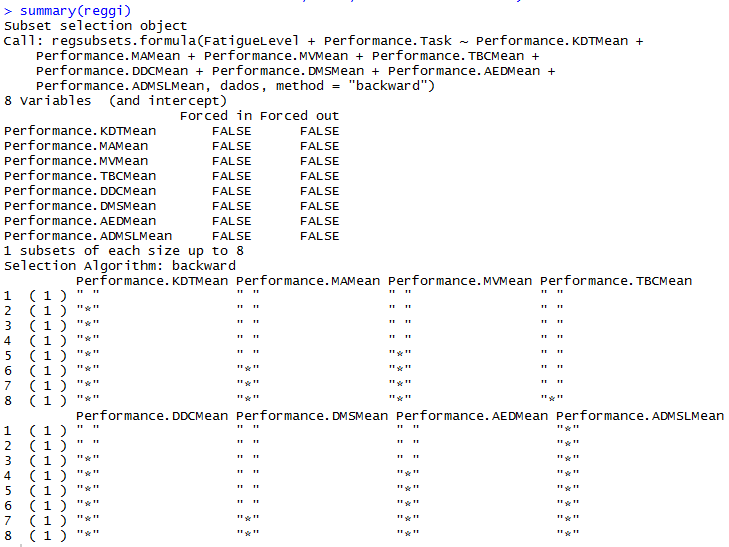 > summary(reggi)
Subset selection object
Call: regsubsets.formula(FatigueLevel + Performance.Task ~ Performance.KDTMean +
    Performance.MAMean + Performance.MVMean + Performance.TBCMean +
    Performance.DDCMean + Performance.DMSMean + Performance.AEDMean +
    Performance.ADMSLMean, dados, method = "backward")
8 Variables  (and intercept)
                      Forced in Forced out
Performance.KDTMean       FALSE      FALSE
Performance.MAMean        FALSE      FALSE
Performance.MVMean        FALSE      FALSE
Performance.TBCMean       FALSE      FALSE
Performance.DDCMean       FALSE      FALSE
Performance.DMSMean       FALSE      FALSE
Performance.AEDMean       FALSE      FALSE
Performance.ADMSLMean     FALSE      FALSE
1 subsets of each size up to 8
Selection Algorithm: backward
         Performance.KDTMean Performance.MAMean Performance.MVMean Performance.TBCMean
1  ( 1 ) " "                 " "                " "                " "
2  ( 1 ) "*"                 " "                " "                " "
3  ( 1 ) "*"                 " "                " "                " "
4  ( 1 ) "*"                 " "                " "                " "
5  ( 1 ) "*"                 " "                "*"                " "
6  ( 1 ) "*"                 "*"                "*"                " "
7  ( 1 ) "*"                 "*"                "*"                " "
8  ( 1 ) "*"                 "*"                "*"                "*"
         Performance.DDCMean Performance.DMSMean Performance.AEDMean Performance.ADMSLMean
1  ( 1 ) " "                 " "                 " "                 "*"
2  ( 1 ) " "                 " "                 " "                 "*"
3  ( 1 ) "*"                 " "                 " "                 "*"
4  ( 1 ) "*"                 " "                 "*"                 "*"
5  ( 1 ) "*"                 " "                 "*"                 "*"
6  ( 1 ) "*"                 " "                 "*"                 "*"
7  ( 1 ) "*"                 "*"                 "*"                 "*"
8  ( 1 ) "*"                 "*"                 "*"                 "*"